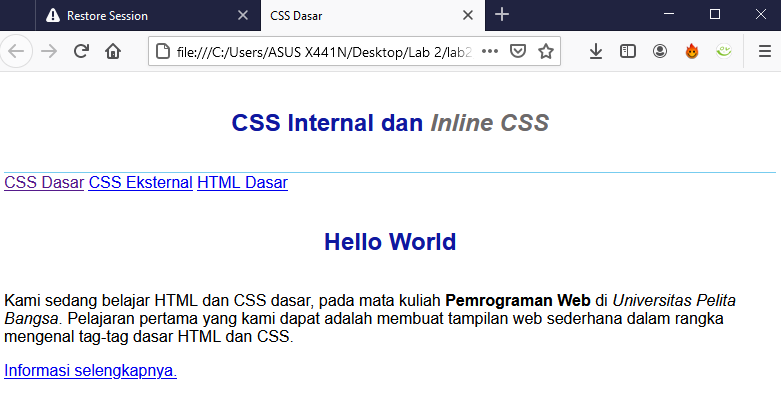 Restore Session
CSS Dasar
file:///C:/Users/ASUS X441N/Desktop/Lab 2/lab2
CSS Internal dan Inline CSS
CSS Dasar CSS Eksternal HTML Dasar
Hello World
Kami sedang belajar HTML dan CSS dasar, pada mata kuliah Pemrograman Web di Universitas Pelita
Bangsa. Pelajaran pertama yang kami dapat adalah membuat tampilan web sederhana dalam rangka
mengenal tag-tag dasar HTML dan CSS.
Informasi selengkapnya.